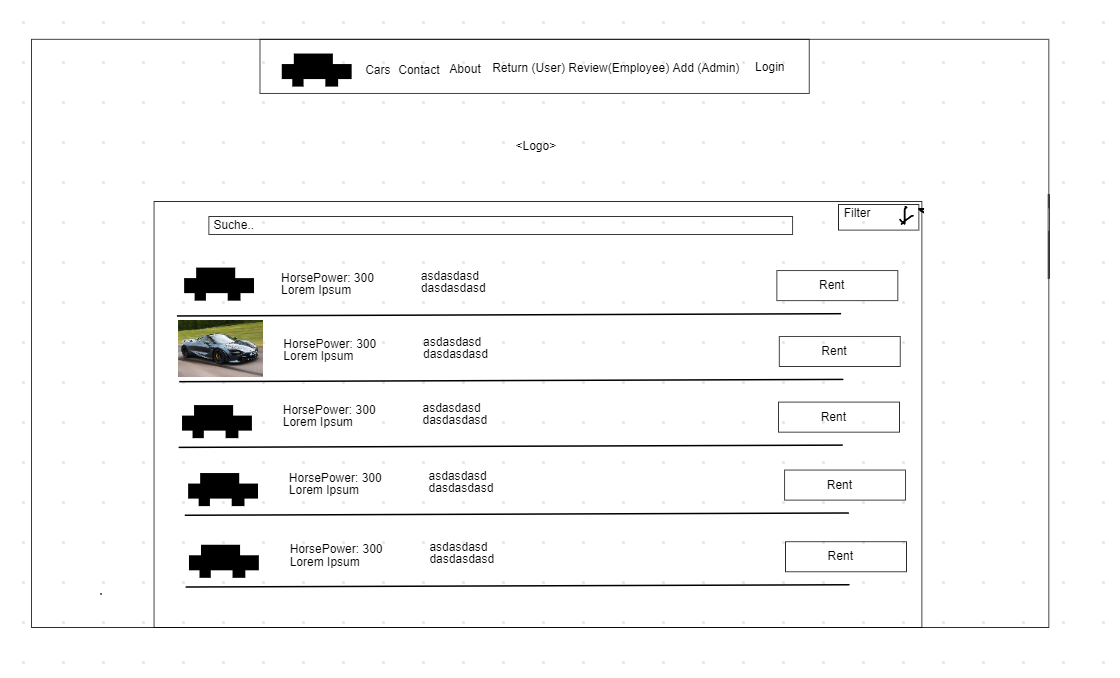 Cars Contact About Return (User) Review(Employee) Add (Admin) Login
<Logo>
Suche..
Filter
HorsePower: 300
Lorem Ipsum
asdasdasd
dasdasdasd
Rent
HorsePower: 300
Lorem Ipsum
asdasdasd
dasdasdasd
Rent
HorsePower: 300
Lorem Ipsum
asdasdasd
dasdasdasd
Rent
HorsePower: 300
Lorem Ipsum
asdasdasd
dasdasdasd
Rent
HorsePower: 300
Lorem Ipsum
asdasdasd
dasdasdasd
Rent